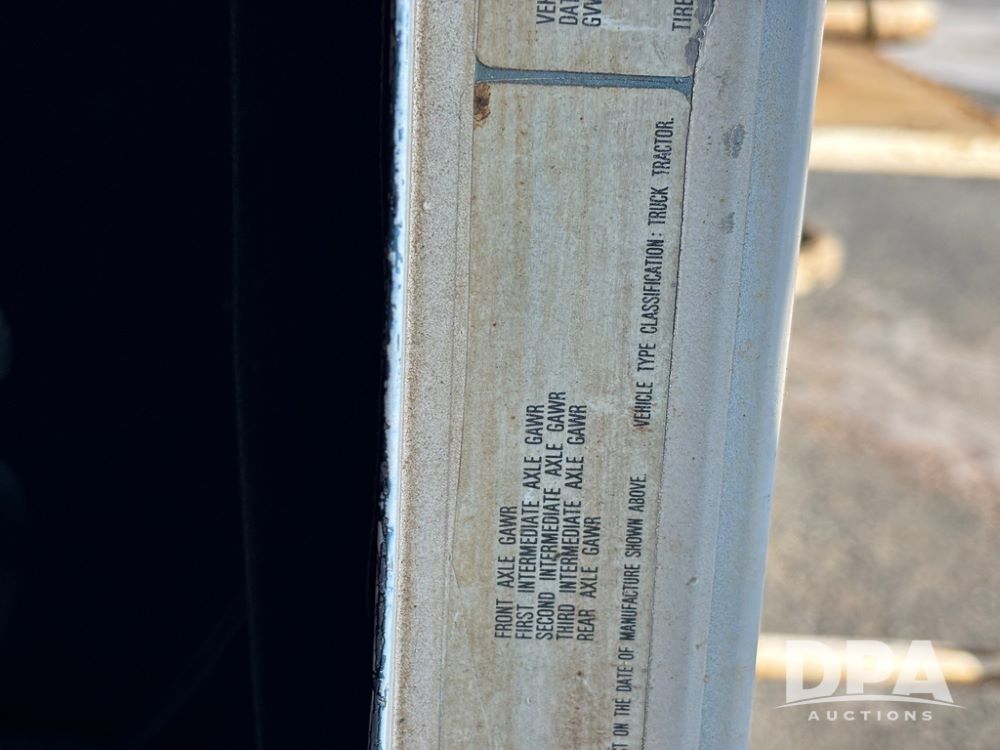 VEH
DAT
GVW
TIRE
FRONT AXLE GAWR
FIRST INTERMEDIATE AXLE GAWR
SECOND INTERMEDIATE AXLE GAWR
THIRD INTERMEDIATE AXLE GAWR
REAR AXLE GAWR
CT ON THE DATE OF MANUFACTURE SHOWN ABOVE.
VEHICLE TYPE CLASSIFICATION: TRUCK TRACTOR.
DPA
AUCTIONS